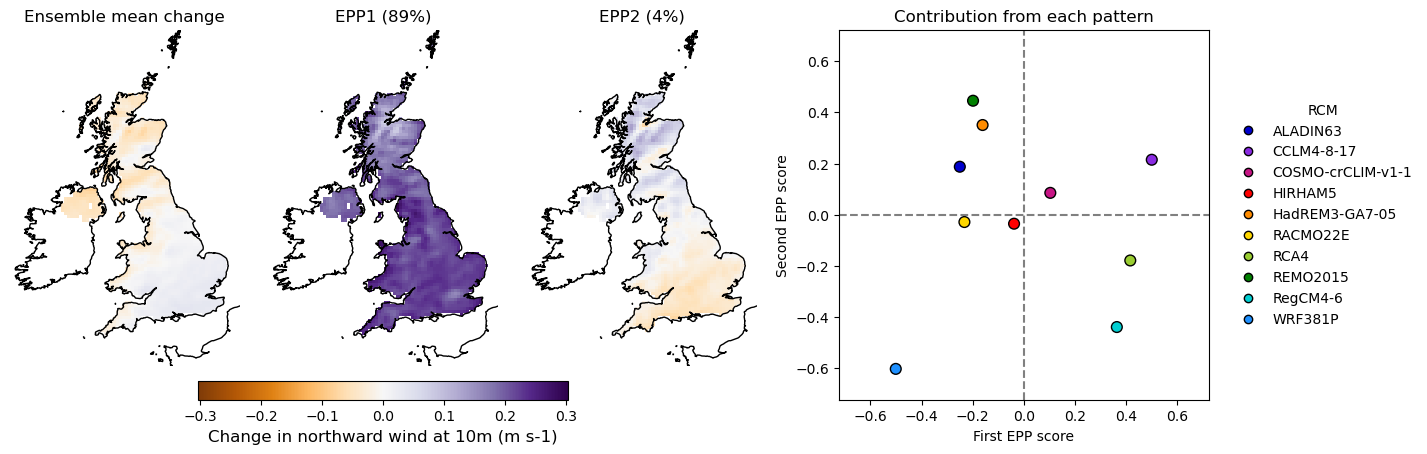 Ensemble mean change
EPP1 (89%)
EPP2 (4%)
Contribution from each pattern
−0.3
−0.2
−0.1
0.0
0.1
0.2
0.3
Change in northward wind at 10m (m s-1)
Second EPP score
0.6
0.4
0.2
0.0
−0.2
−0.4
−0.6
−0.6
−0.4
−0.2
0.0
0.2
0.4
0.6
First EPP score
RCM
ALADIN63
CCLM4-8-17
COSMO-crCLIM-v1-1
HIRHAM5
HadREM3-GA7-05
RACMO22E
RCA4
REMO2015
RegCM4-6
WRF381P